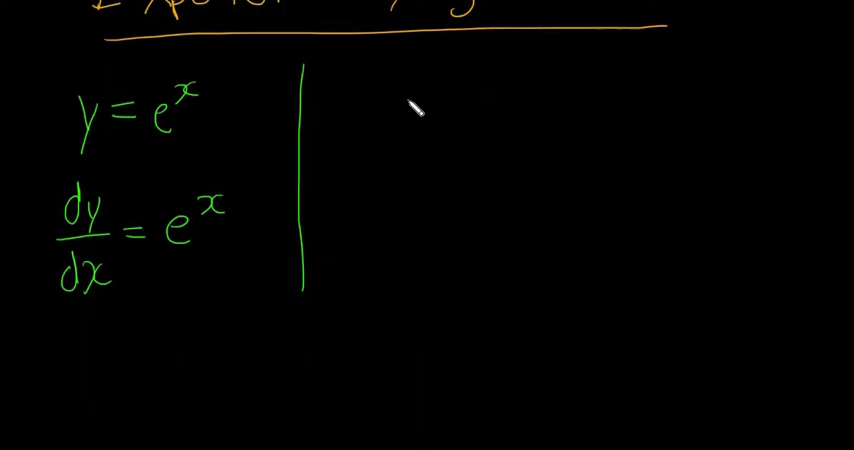 y = e^x
dy/dx = e^x